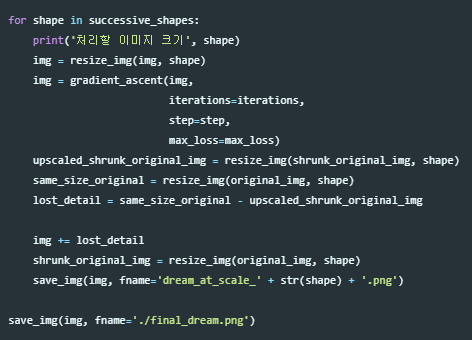 for shape in successive_shapes:
    print('처리할 이미지 크기', shape)
    img = resize_img(img, shape)
    img = gradient_ascent(img,
                          iterations=iterations,
                          step=step,
                          max_loss=max_loss)
    upscaled_shrunk_original_img = resize_img(shrunk_original_img, shape)
    same_size_original = resize_img(original_img, shape)
    lost_detail = same_size_original - upscaled_shrunk_original_img

    img += lost_detail
    shrunk_original_img = resize_img(original_img, shape)
    save_img(img, fname='dream_at_scale_' + str(shape) + '.png')

save_img(img, fname='./final_dream.png')